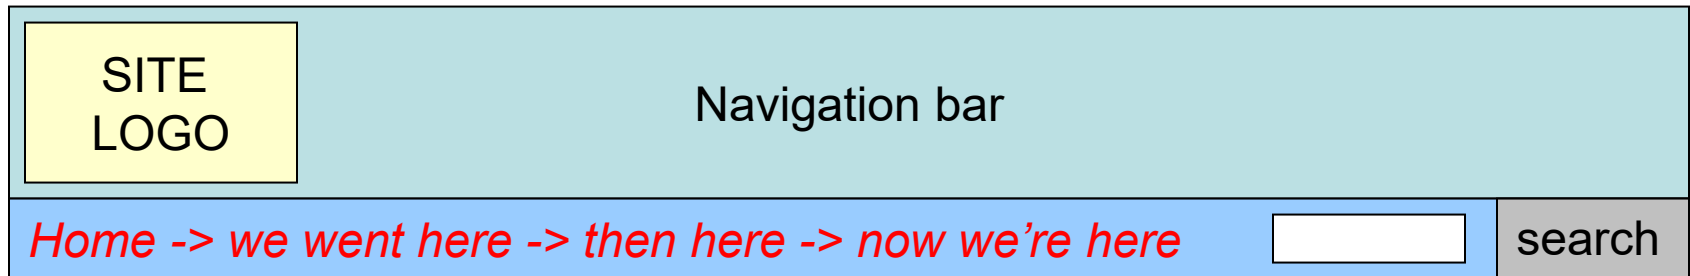 SITE
LOGO
Navigation bar
Home -> we went here -> then here -> now we’re here
search